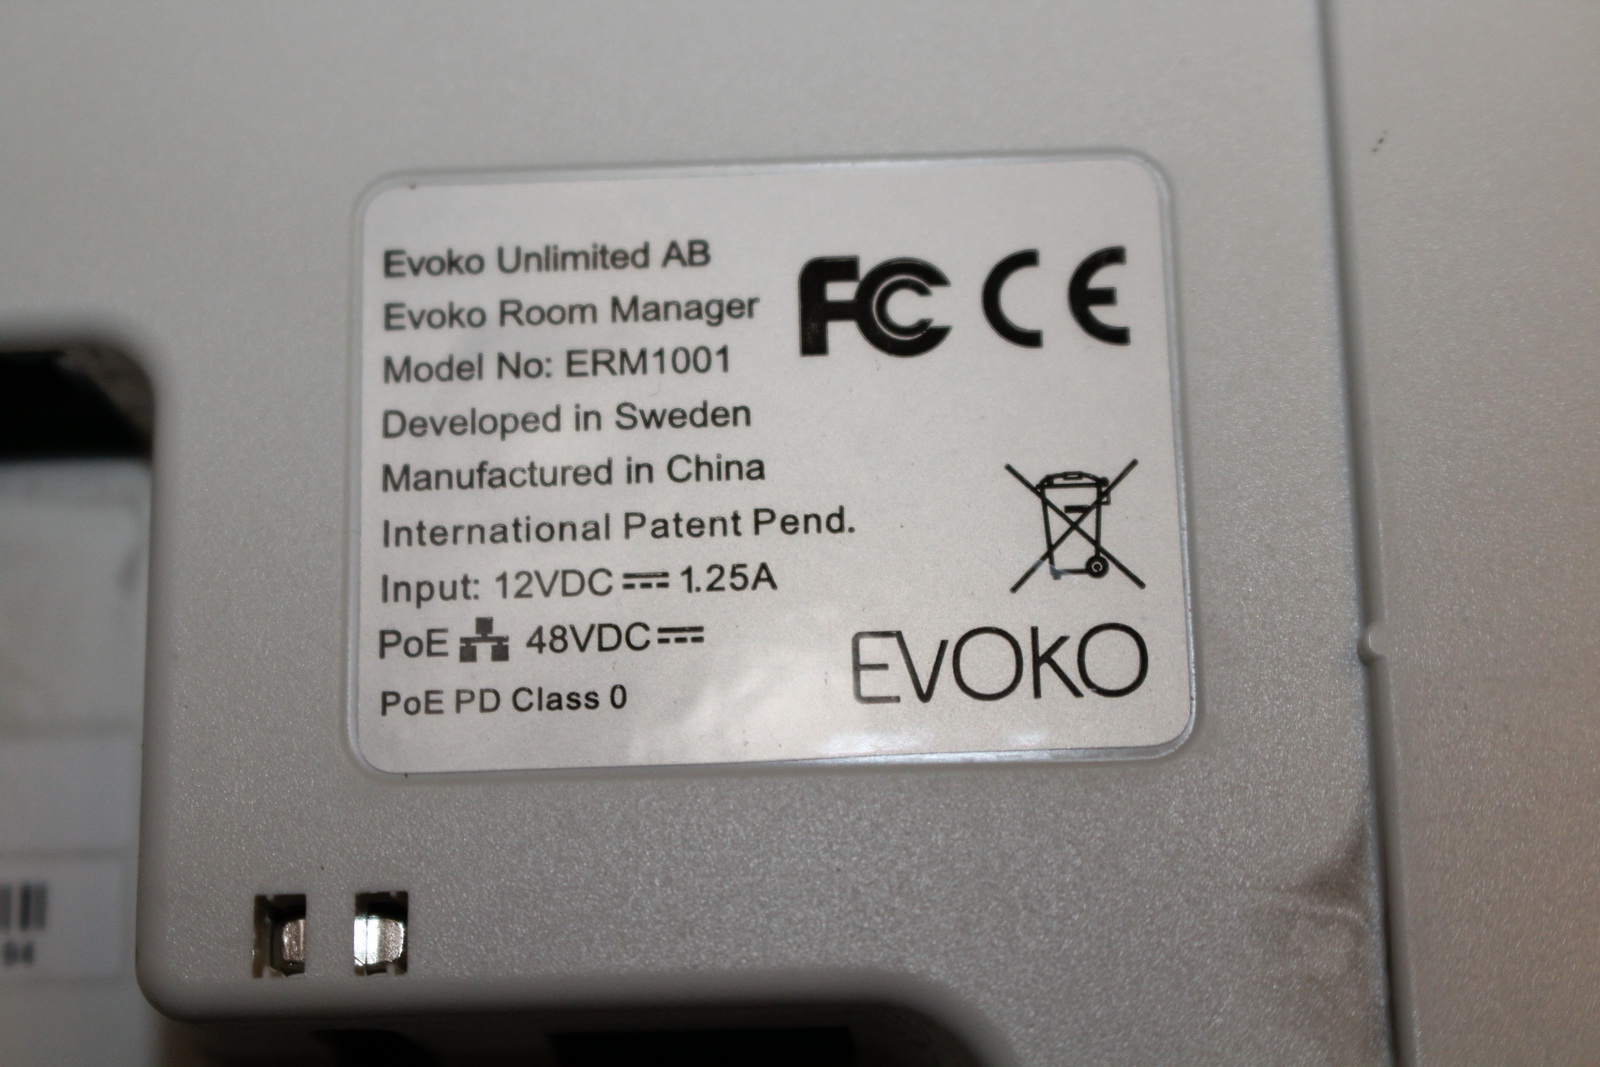 Evoko Unlimited AB
Evoko Room Manager
Model No: ERM1001
Developed in Sweden
Manufactured in China
International Patent Pend.
Input: 12VDC 1.25A
PoE 48VDC
PoE PD Class 0
FC CE
EVOKO
94